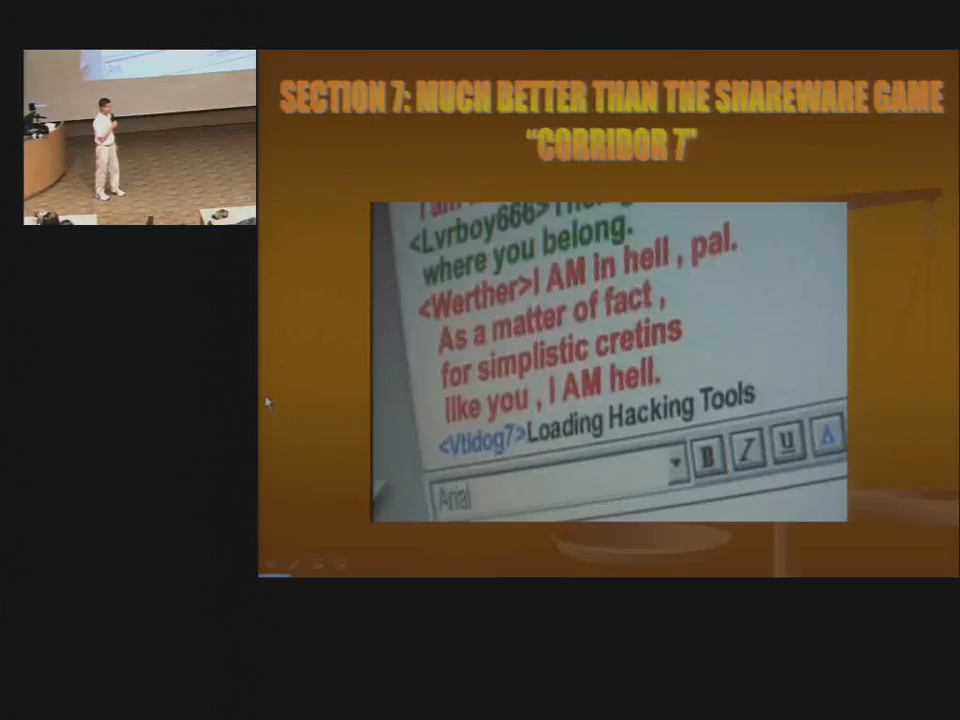 SECTION 7: MUCH BETTER THAN THE SHAREWARE GAME
"CORRIDOR 7"
<Lvrboy666>
where you belong.
<Werther>I AM in hell , pal.
As a matter of fact ,
for simplistic cretins
like you , I AM hell.
<Vtldog7>Loading Hacking Tools
B I U A
Arial